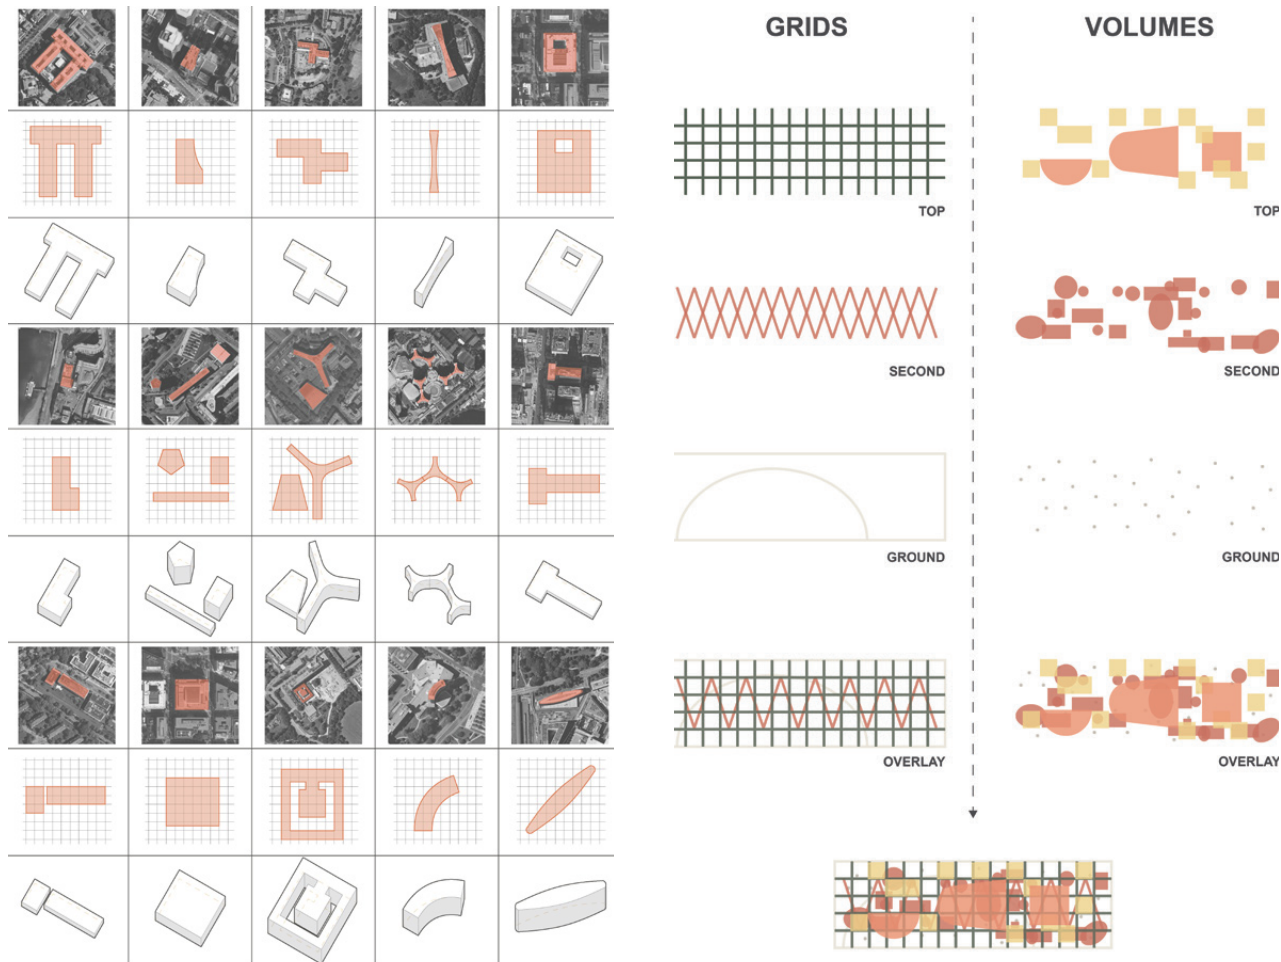 GRIDS
VOLUMES
TOP
TOP
SECOND
SECOND
GROUND
GROUND
OVERLAY
OVERLAY